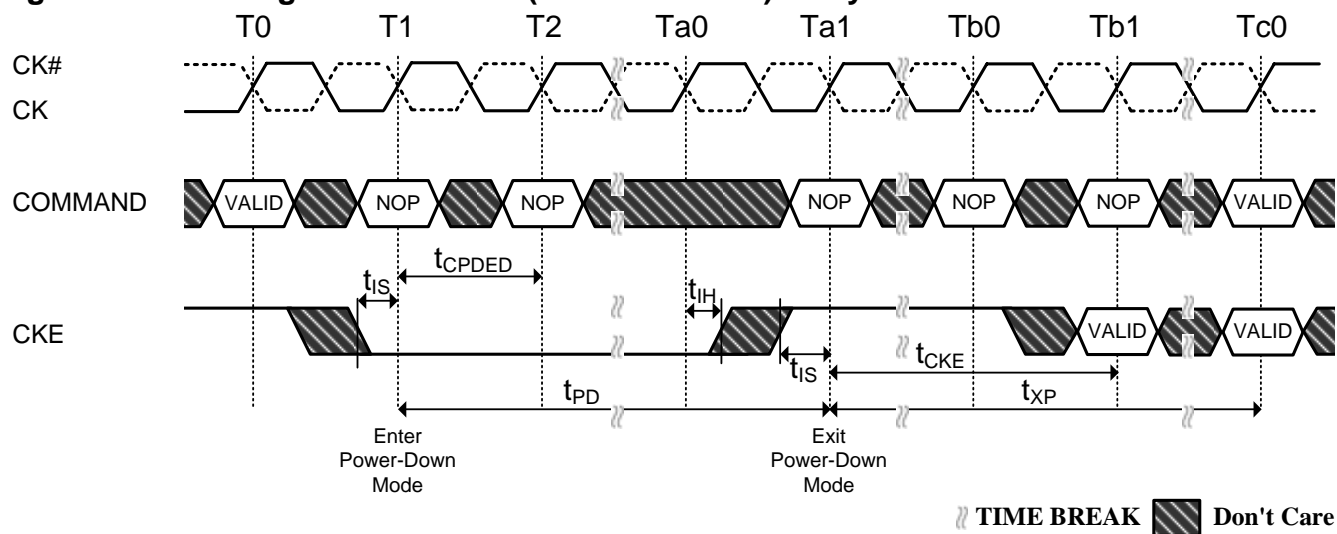 T0 T1 T2 Ta0 Ta1 Tb0 Tb1 Tc0
CK#
CK
COMMAND VALID NOP NOP NOP NOP NOP VALID
tCPDED
tIS tIH
CKE VALID VALID
tIS tCKE
tPD tXP
Enter Power-Down Mode
Exit Power-Down Mode
TIME BREAK Don't Care